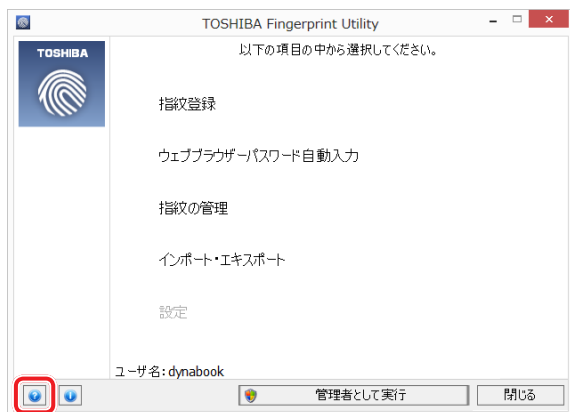 TOSHIBA Fingerprint Utility
TOSHIBA
以下の項目の中から選択してください。
指紋登録
ウェブブラウザーパスワード自動入力
指紋の管理
インポート・エキスポート
設定
ユーザ名:dynabook
管理者として実行
閉じる